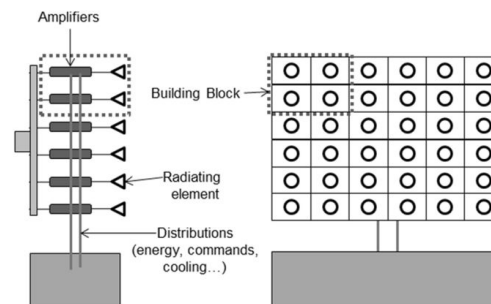 Amplifiers
Building Block
Radiating
element
Distributions
(energy, commands,
cooling…)